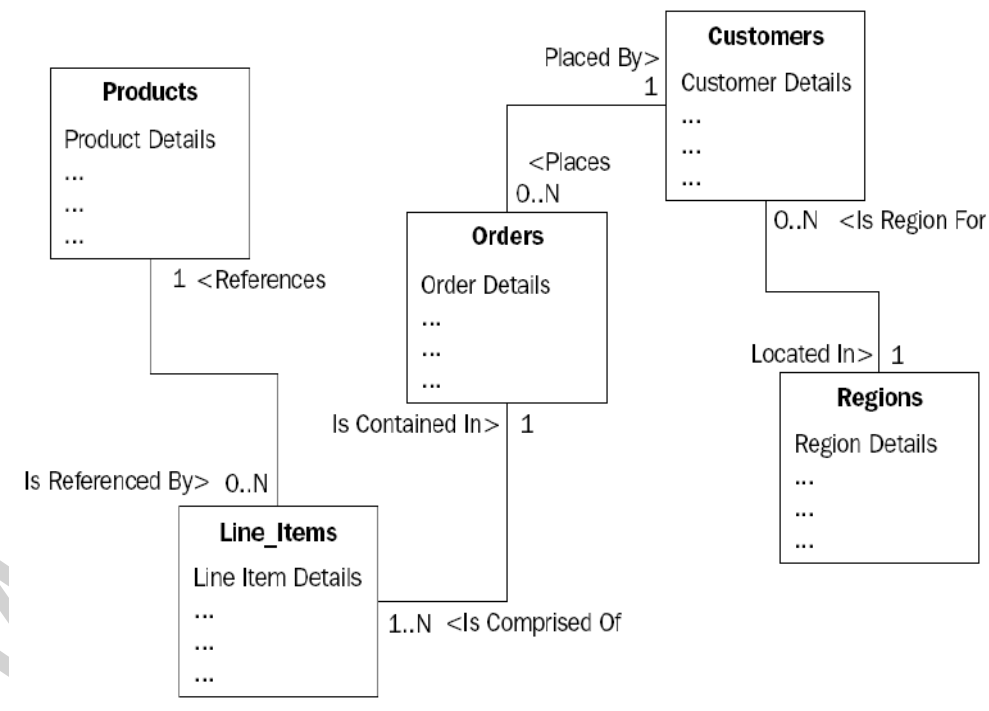 Customers
Customer Details
...
...
...
Placed By>
1
Products
Product Details
...
...
...
<Places
0..N
Orders
Order Details
...
...
...
0..N <Is Region For
1 <References
Located In> 1
Regions
Region Details
...
...
...
Is Contained In> 1
Is Referenced By> 0..N
Line_Items
Line Item Details
...
...
...
1..N <Is Comprised Of